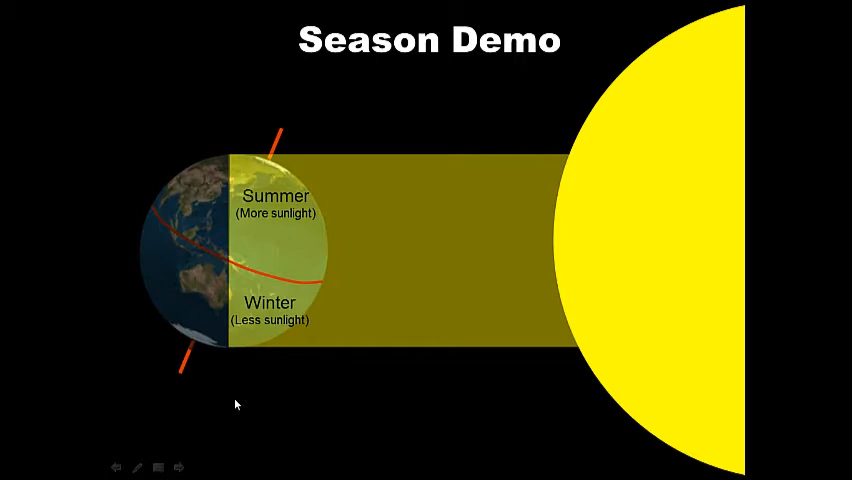 Season Demo
Summer
(More sunlight)
Winter
(Less sunlight)